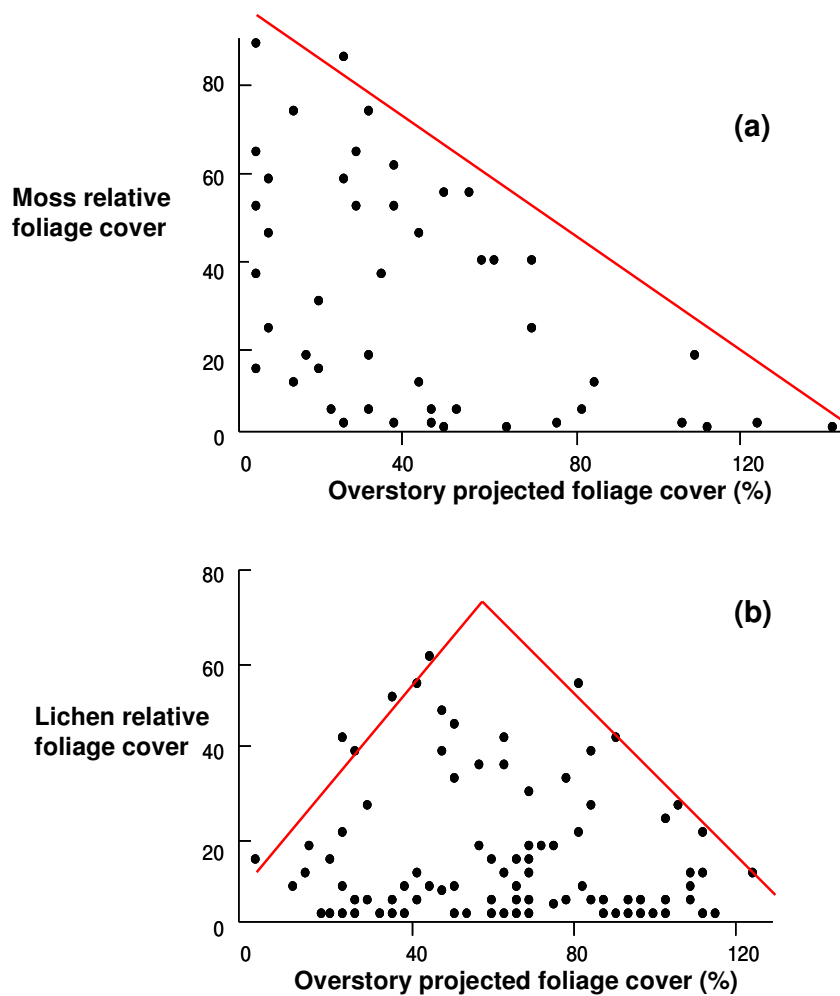 80
(a)
60
Moss relative
foliage cover
40
20
0
0 40 80 120
Overstory projected foliage cover (%)
80
(b)
60
Lichen relative
foliage cover
40
20
0
0 40 80 120
Overstory projected foliage cover (%)